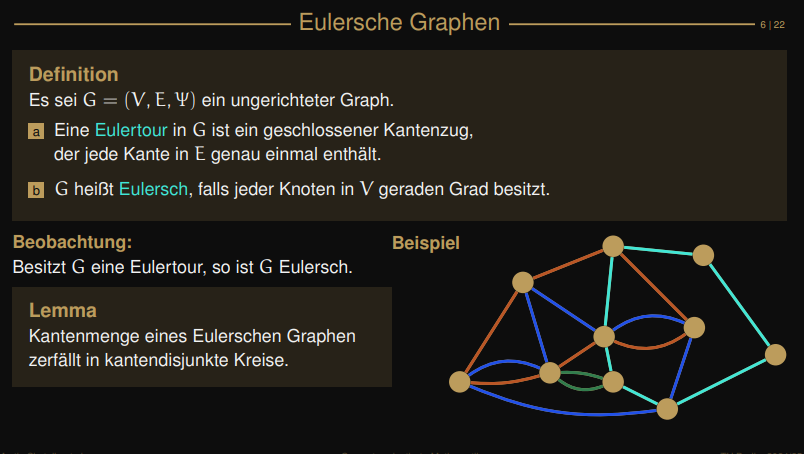 Eulersche Graphen
6 | 22
Definition
Es sei G = (V, E, Ψ) ein ungerichteter Graph.
a Eine Eulertour in G ist ein geschlossener Kantenzug,
der jede Kante in E genau einmal enthält.
b G heißt Eulersch, falls jeder Knoten in V geraden Grad besitzt.
Beobachtung:
Besitzt G eine Eulertour, so ist G Eulersch.
Lemma
Kantenmenge eines Eulerschen Graphen
zerfällt in kantendisjunkte Kreise.
Beispiel